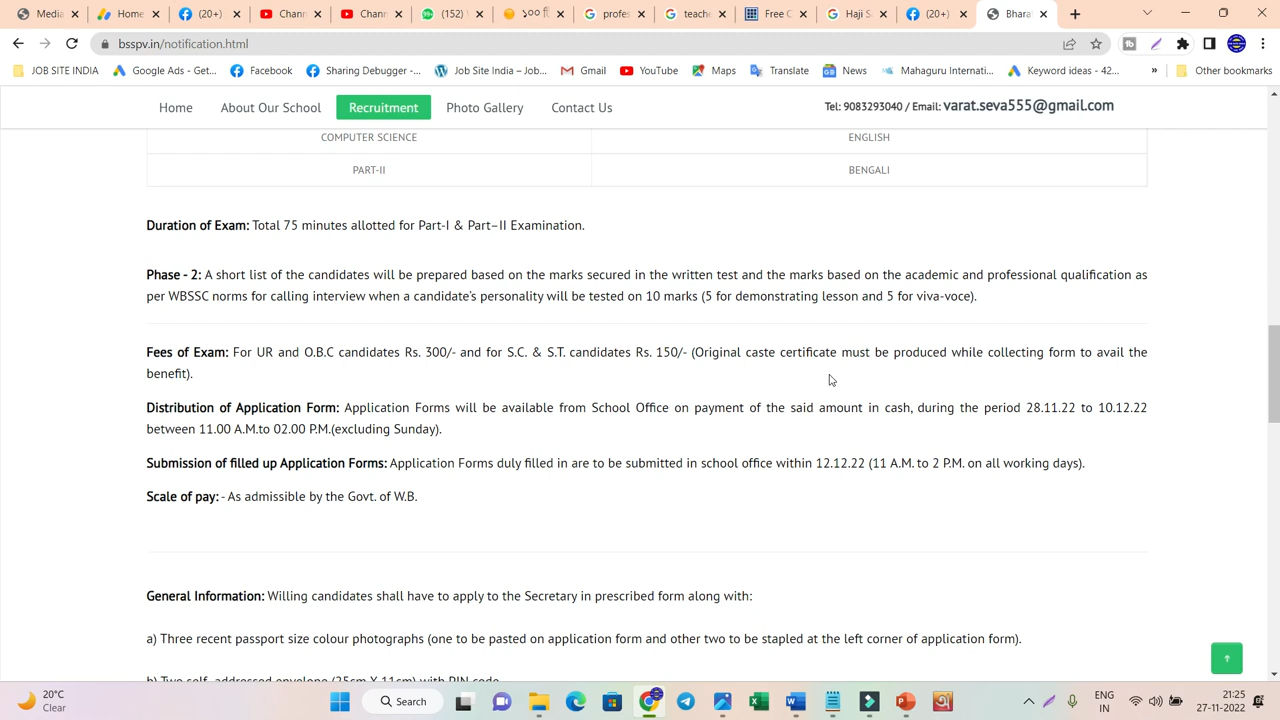 Media
Home
(20+)
Chann
Chann
(152)
profes
teache
Free C
Haji S
(20+)
Bhara
bsspv.in/notification.html
JOB SITE INDIA
Google Ads - Get...
Facebook
Sharing Debugger -...
Job Site India – Job...
Gmail
YouTube
Maps
Translate
News
Mahaguru Internati...
Keyword ideas - 42...
»
Other bookmarks
Home
About Our School
Recruitment
Photo Gallery
Contact Us
Tel: 9083293040 / Email: varat.seva555@gmail.com
COMPUTER SCIENCE
ENGLISH
PART-II
BENGALI
Duration of Exam: Total 75 minutes allotted for Part-I & Part–II Examination.
Phase - 2: A short list of the candidates will be prepared based on the marks secured in the written test and the marks based on the academic and professional qualification as
per WBSSC norms for calling interview when a candidate’s personality will be tested on 10 marks (5 for demonstrating lesson and 5 for viva-voce).
Fees of Exam: For UR and O.B.C candidates Rs. 300/- and for S.C. & S.T. candidates Rs. 150/- (Original caste certificate must be produced while collecting form to avail the
benefit).
Distribution of Application Form: Application Forms will be available from School Office on payment of the said amount in cash, during the period 28.11.22 to 10.12.22
between 11.00 A.M.to 02.00 P.M.(excluding Sunday).
Submission of filled up Application Forms: Application Forms duly filled in are to be submitted in school office within 12.12.22 (11 A.M. to 2 P.M. on all working days).
Scale of pay: - As admissible by the Govt. of W.B.
General Information: Willing candidates shall have to apply to the Secretary in prescribed form along with:
a) Three recent passport size colour photographs (one to be pasted on application form and other two to be stapled at the left corner of application form).
b) Two self- addressed envelope (25cm X 11cm) with PIN code
20°C
Clear
Search
ENG
IN
21:25
27-11-2022